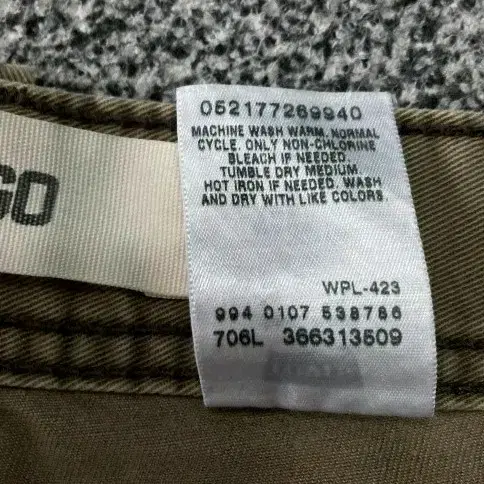 GO
052177269940
MACHINE WASH WARM. NORMAL
CYCLE. ONLY NON-CHLORINE
BLEACH IF NEEDED.
TUMBLE DRY MEDIUM.
HOT IRON IF NEEDED. WASH
AND DRY WITH LIKE COLORS.
WPL-423
994 0107 538786
706L 366313509